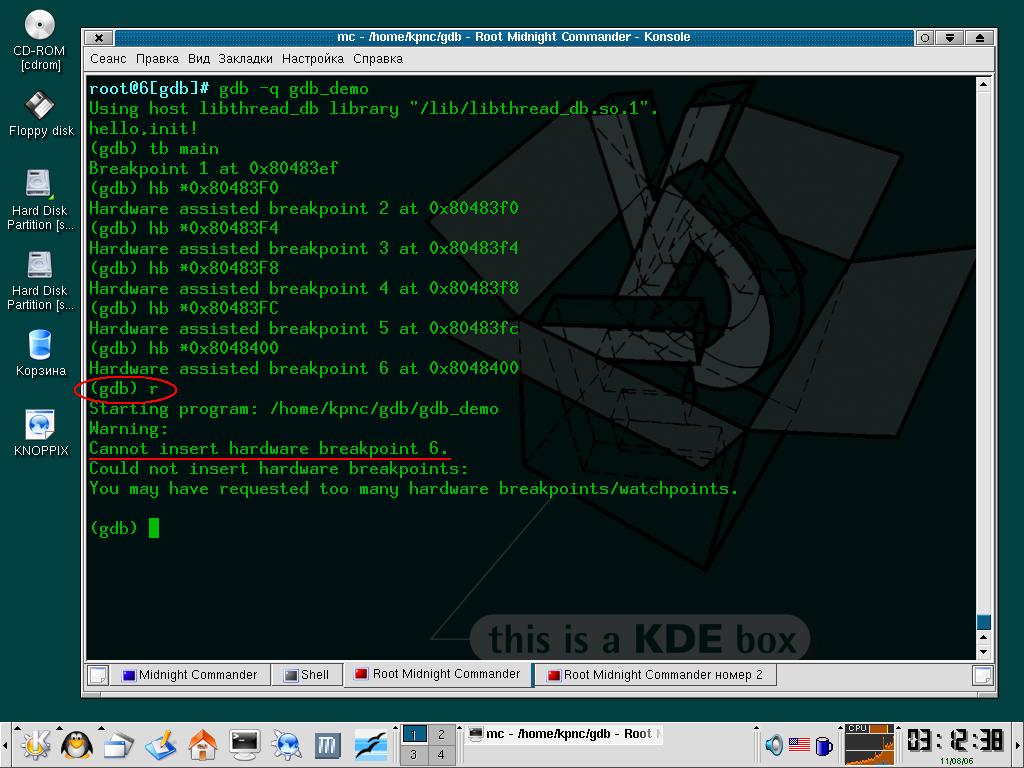 CD-ROM
[cdrom]
Floppy disk
Hard Disk
Partition [s...
Hard Disk
Partition [s...
Корзина
KNOPPIX
mc - /home/kpnc/gdb - Root Midnight Commander - Konsole
Сеанс Правка Вид Закладки Настройка Справка
root@6[gdb]# gdb -q gdb_demo
Using host libthread_db library "/lib/libthread_db.so.1".
hello,init!
(gdb) tb main
Breakpoint 1 at 0x80483ef
(gdb) hb *0x80483F0
Hardware assisted breakpoint 2 at 0x80483f0
(gdb) hb *0x80483F4
Hardware assisted breakpoint 3 at 0x80483f4
(gdb) hb *0x80483F8
Hardware assisted breakpoint 4 at 0x80483f8
(gdb) hb *0x80483FC
Hardware assisted breakpoint 5 at 0x80483fc
(gdb) hb *0x8048400
Hardware assisted breakpoint 6 at 0x8048400
(gdb) r
Starting program: /home/kpnc/gdb/gdb_demo
Warning:
Cannot insert hardware breakpoint 6.
Could not insert hardware breakpoints:
You may have requested too many hardware breakpoints/watchpoints.
(gdb)
this is a KDE box
Midnight Commander Shell Root Midnight Commander Root Midnight Commander номер 2
1 2
3 4
mc - /home/kpnc/gdb - Root
CPU
03:12:38
11/08/06